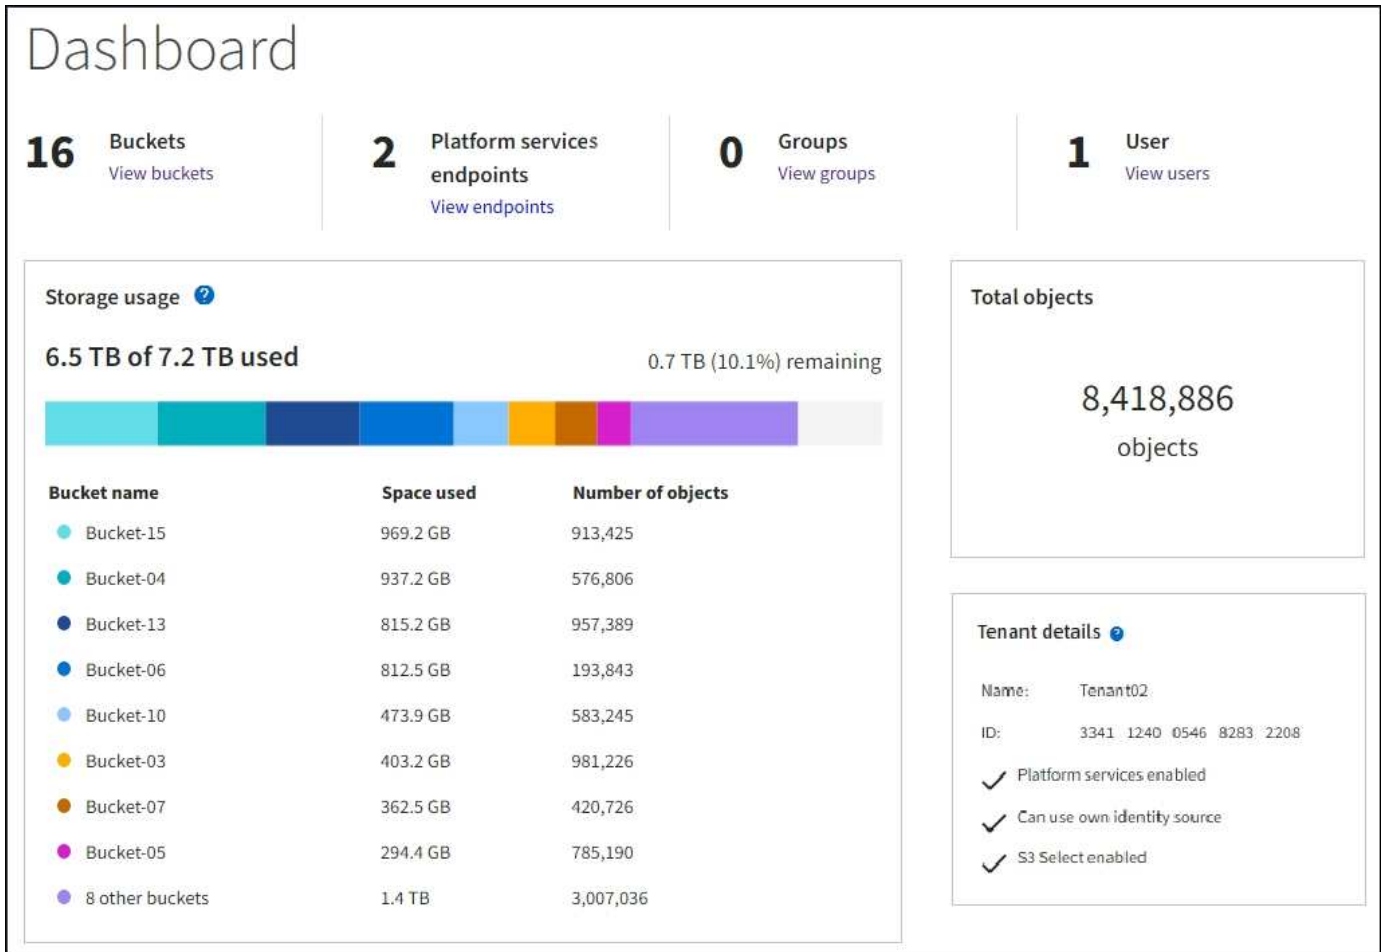 Dashboard
16 Buckets
View buckets
2 Platform services
endpoints
View endpoints
0 Groups
View groups
1 User
View users
Storage usage ?
6.5 TB of 7.2 TB used
0.7 TB (10.1%) remaining
Bucket name Space used Number of objects
Bucket-15 969.2 GB 913,425
Bucket-04 937.2 GB 576,806
Bucket-13 815.2 GB 957,389
Bucket-06 812.5 GB 193,843
Bucket-10 473.9 GB 583,245
Bucket-03 403.2 GB 981,226
Bucket-07 362.5 GB 420,726
Bucket-05 294.4 GB 785,190
8 other buckets 1.4 TB 3,007,036
Total objects
8,418,886
objects
Tenant details ?
Name: Tenant02
ID: 3341 1240 0546 8283 2208
Platform services enabled
Can use own identity source
S3 Select enabled